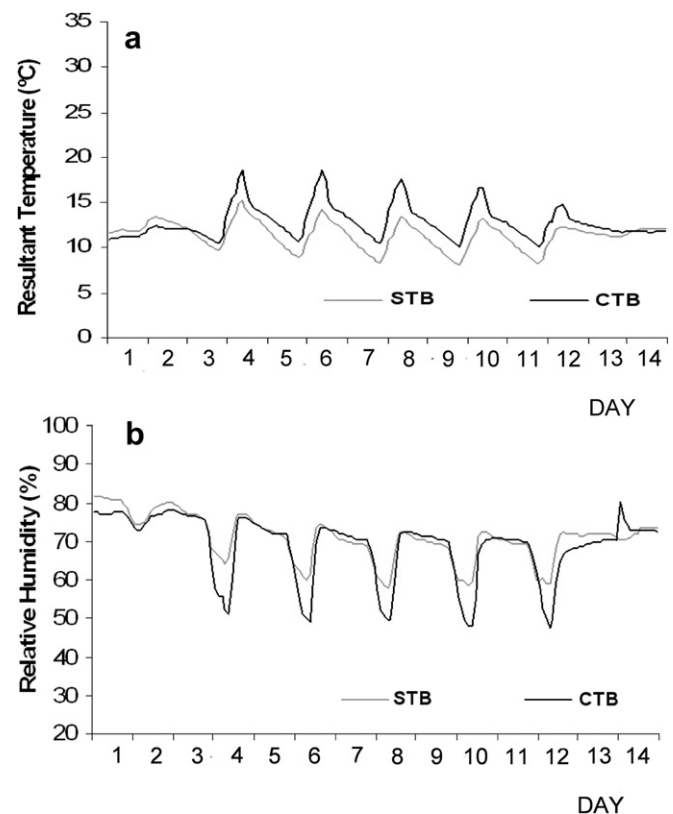 a
Resultant Temperature (ºC)
35
30
25
20
15
10
5
0
STB CTB
1 2 3 4 5 6 7 8 9 10 11 12 13 14
DAY
b
Relative Humidity (%)
100
90
80
70
60
50
40
30
20
STB CTB
1 2 3 4 5 6 7 8 9 10 11 12 13 14
DAY